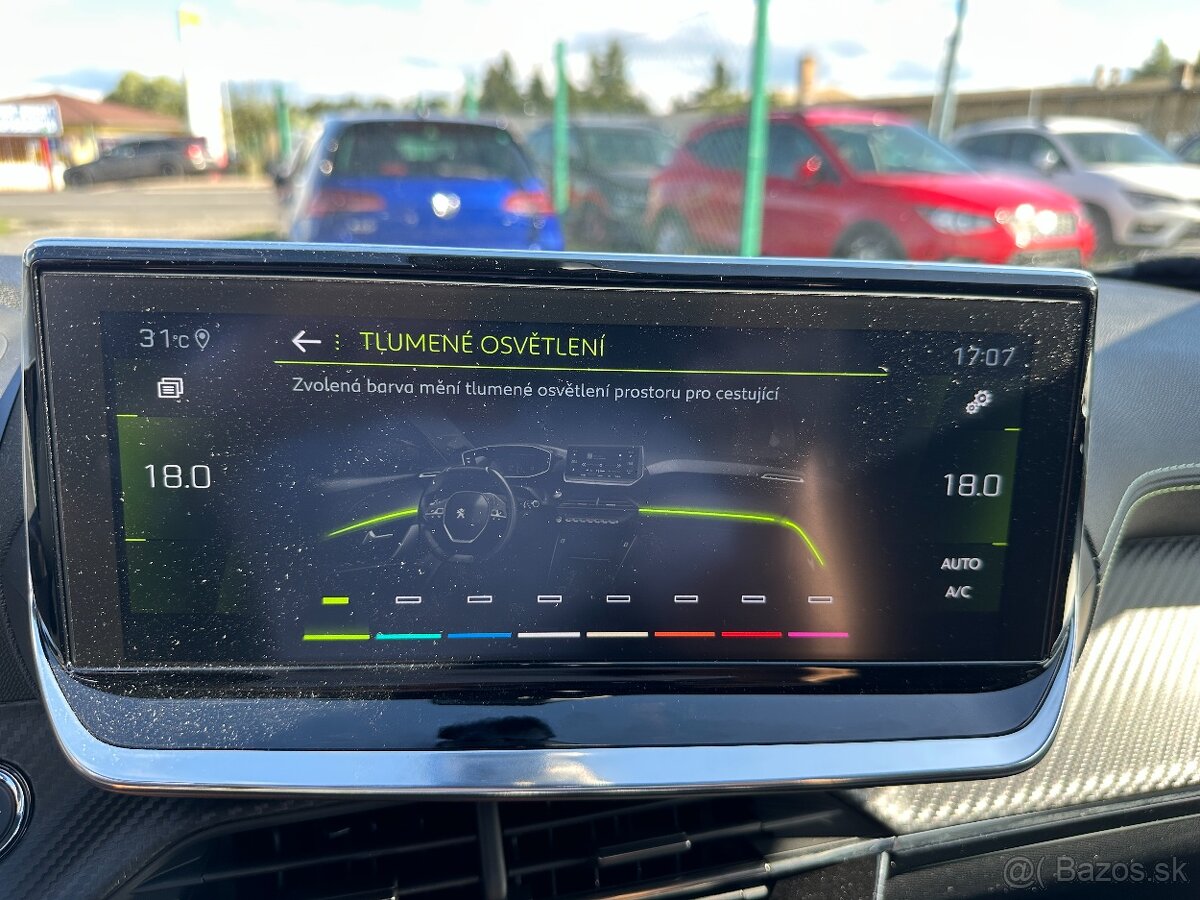 31°C
TLUMENÉ OSVĚTLENÍ
17:07
Zvolená barva mění tlumené osvětlení prostoru pro cestující
18.0
18.0
AUTO
A/C
@( Bazos.sk